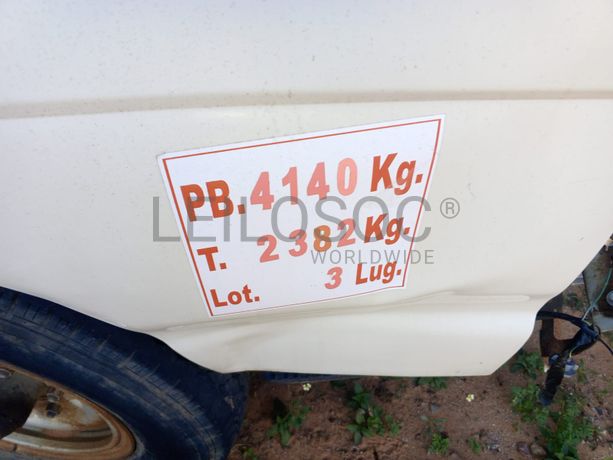 PB. 4140 Kg.
LEILOSOC®
T. 2382 Kg.
WORLDWIDE
Lot. 3 Lug.